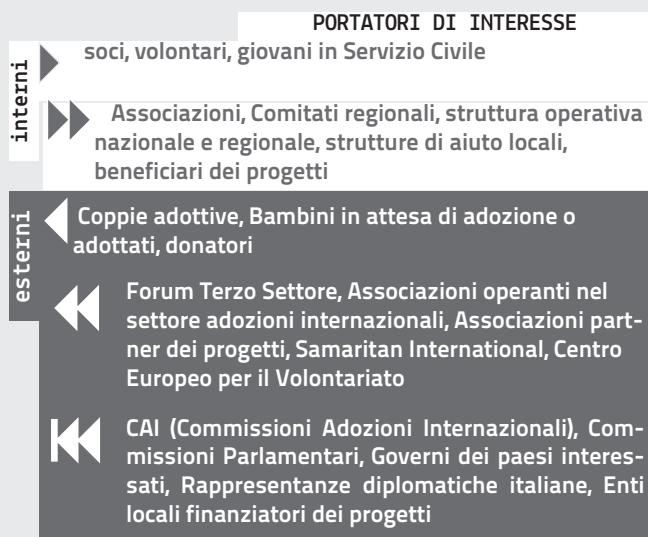 PORTATORI DI INTERESSE
interni
soci, volontari, giovani in Servizio Civile
Associazioni, Comitati regionali, struttura operativa
nazionale e regionale, strutture di aiuto locali,
beneficiari dei progetti
esterni
Coppie adottive, Bambini in attesa di adozione o
adottati, donatori
Forum Terzo Settore, Associazioni operanti nel
settore adozioni internazionali, Associazioni part-
ner dei progetti, Samaritan International, Centro
Europeo per il Volontariato
CAI (Commissioni Adozioni Internazionali), Com-
missioni Parlamentari, Governi dei paesi interes-
sati, Rappresentanze diplomatiche italiane, Enti
locali finanziatori dei progetti